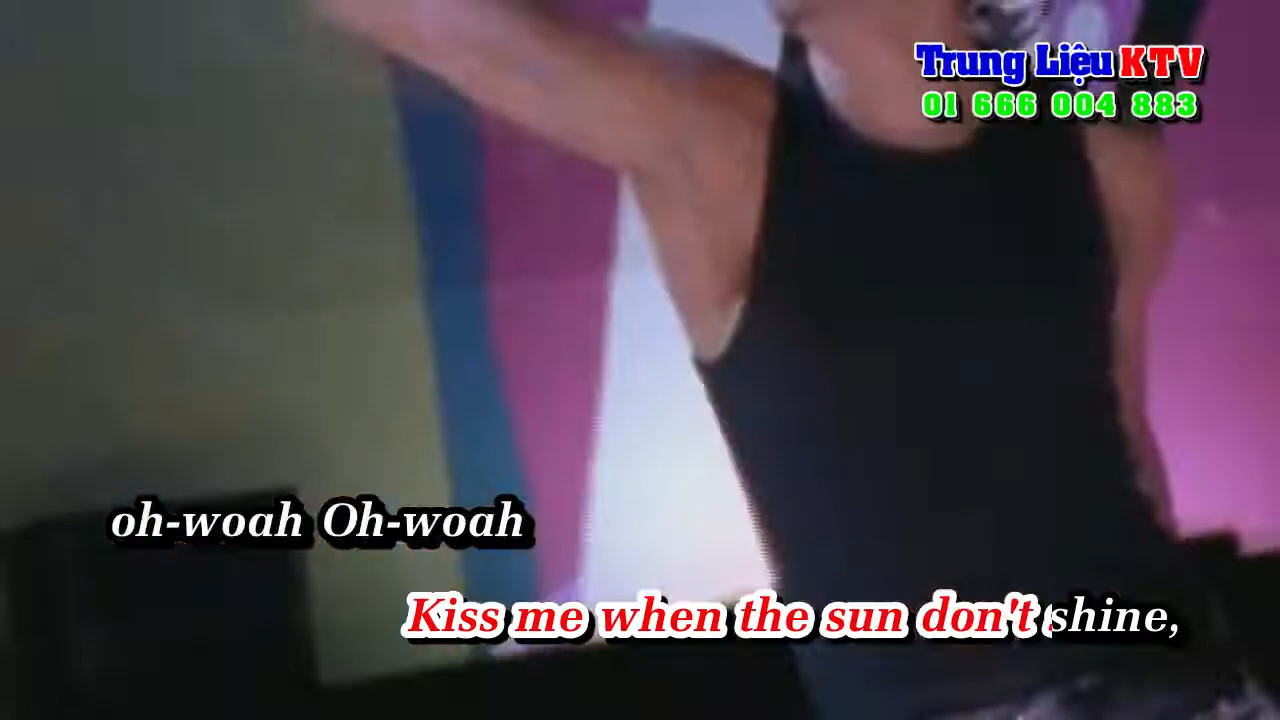 Trung Liệu KTV
01 666 004 883
oh-woah Oh-woah
Kiss me when the sun don't shine,